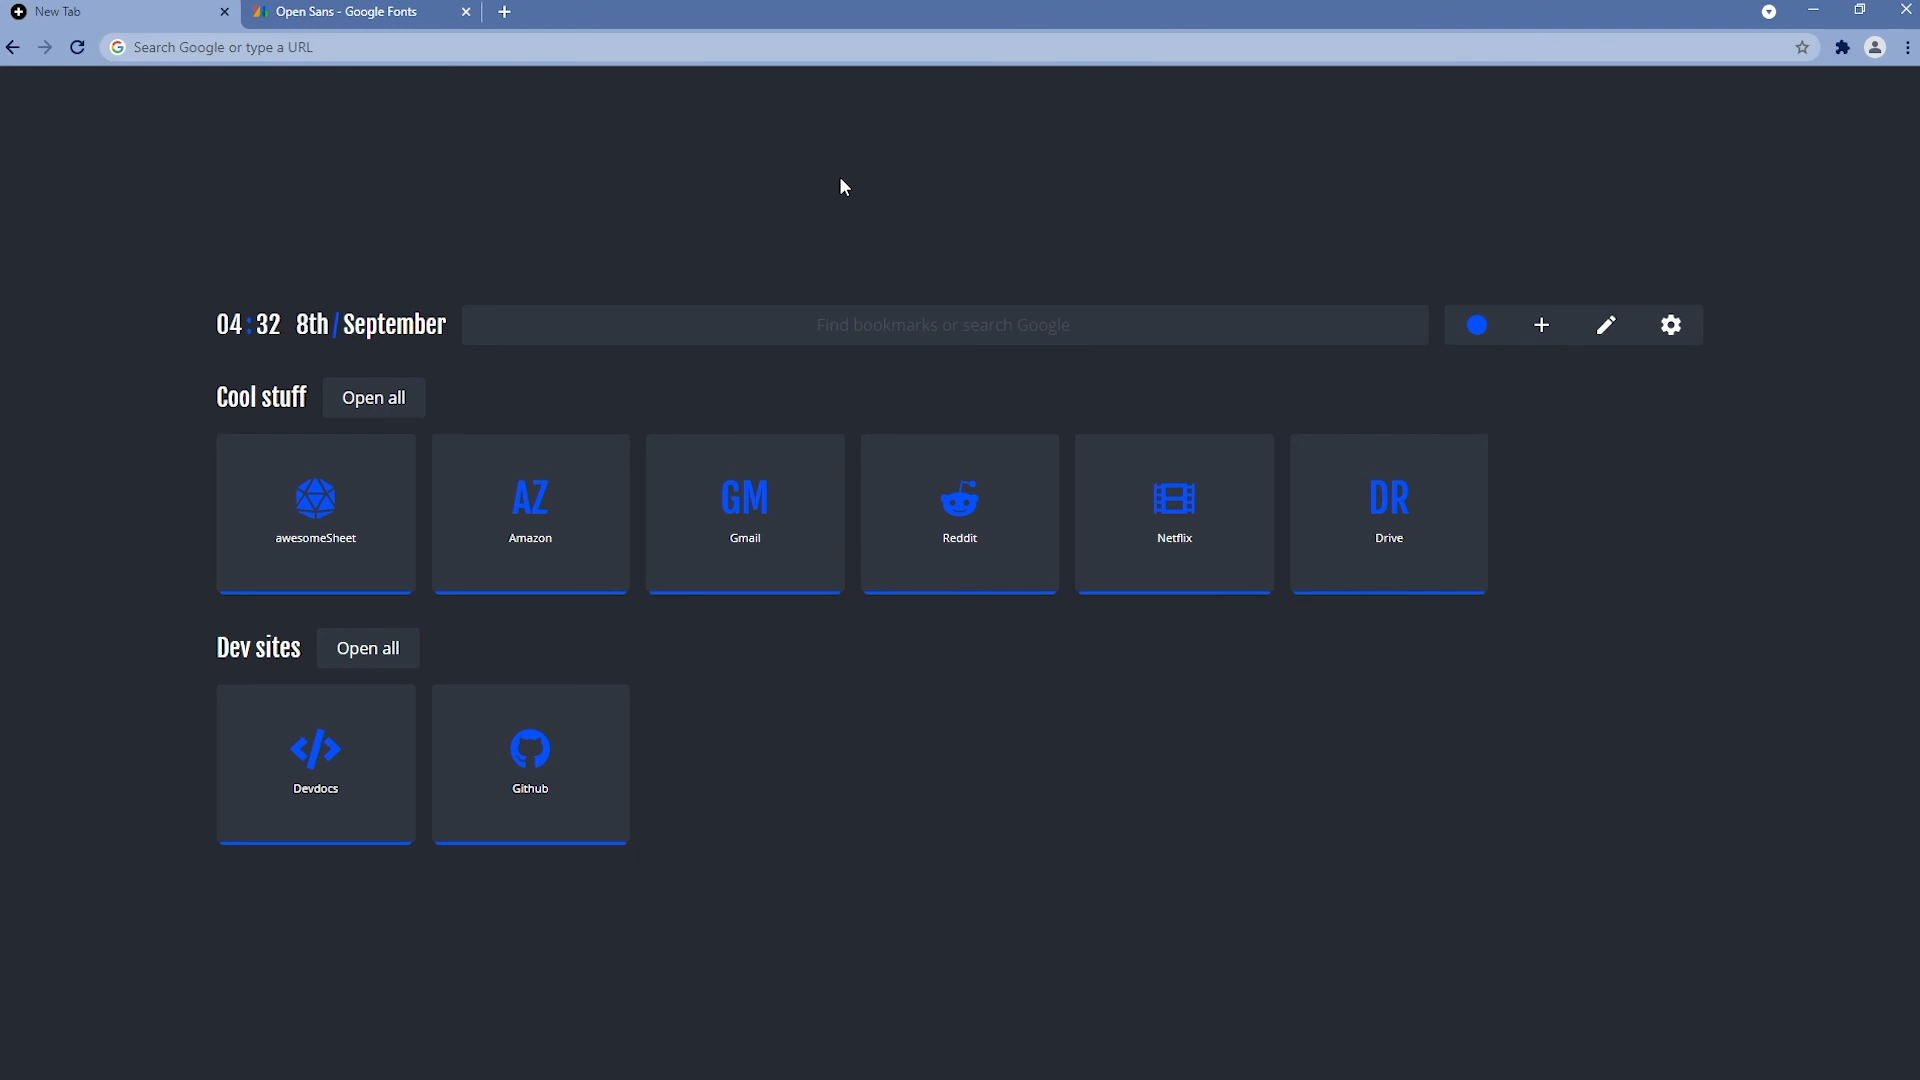 New Tab
Open Sans - Google Fonts
Search Google or type a URL
04:32 8th/September
Find bookmarks or search Google
Cool stuff
Open all
awesomeSheet
AZ
Amazon
GM
Gmail
Reddit
Netflix
DR
Drive
Dev sites
Open all
Devdocs
Github